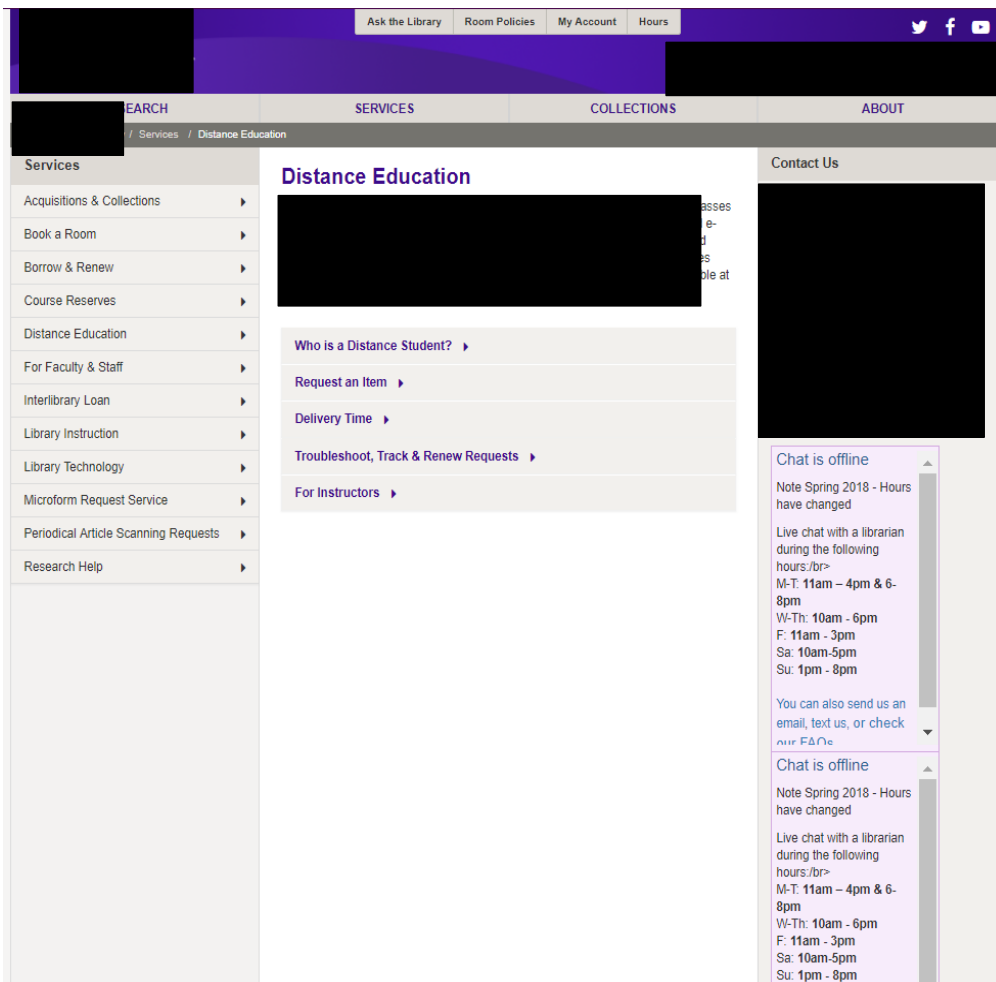 Ask the Library Room Policies My Account Hours
EARCH SERVICES COLLECTIONS ABOUT
/ Services / Distance Education
Services
Acquisitions & Collections
Book a Room
Borrow & Renew
Course Reserves
Distance Education
For Faculty & Staff
Interlibrary Loan
Library Instruction
Library Technology
Microform Request Service
Periodical Article Scanning Requests
Research Help
Distance Education
asses
e-
ble at
Who is a Distance Student?
Request an Item
Delivery Time
Troubleshoot, Track & Renew Requests
For Instructors
Contact Us
Chat is offline
Note Spring 2018 - Hours
have changed
Live chat with a librarian
during the following
hours:/br>
M-T: 11am – 4pm & 6-
8pm
W-Th: 10am - 6pm
F: 11am - 3pm
Sa: 10am-5pm
Su: 1pm - 8pm
You can also send us an
email, text us, or check
our FAQs
Chat is offline
Note Spring 2018 - Hours
have changed
Live chat with a librarian
during the following
hours:/br>
M-T: 11am – 4pm & 6-
8pm
W-Th: 10am - 6pm
F: 11am - 3pm
Sa: 10am-5pm
Su: 1pm - 8pm